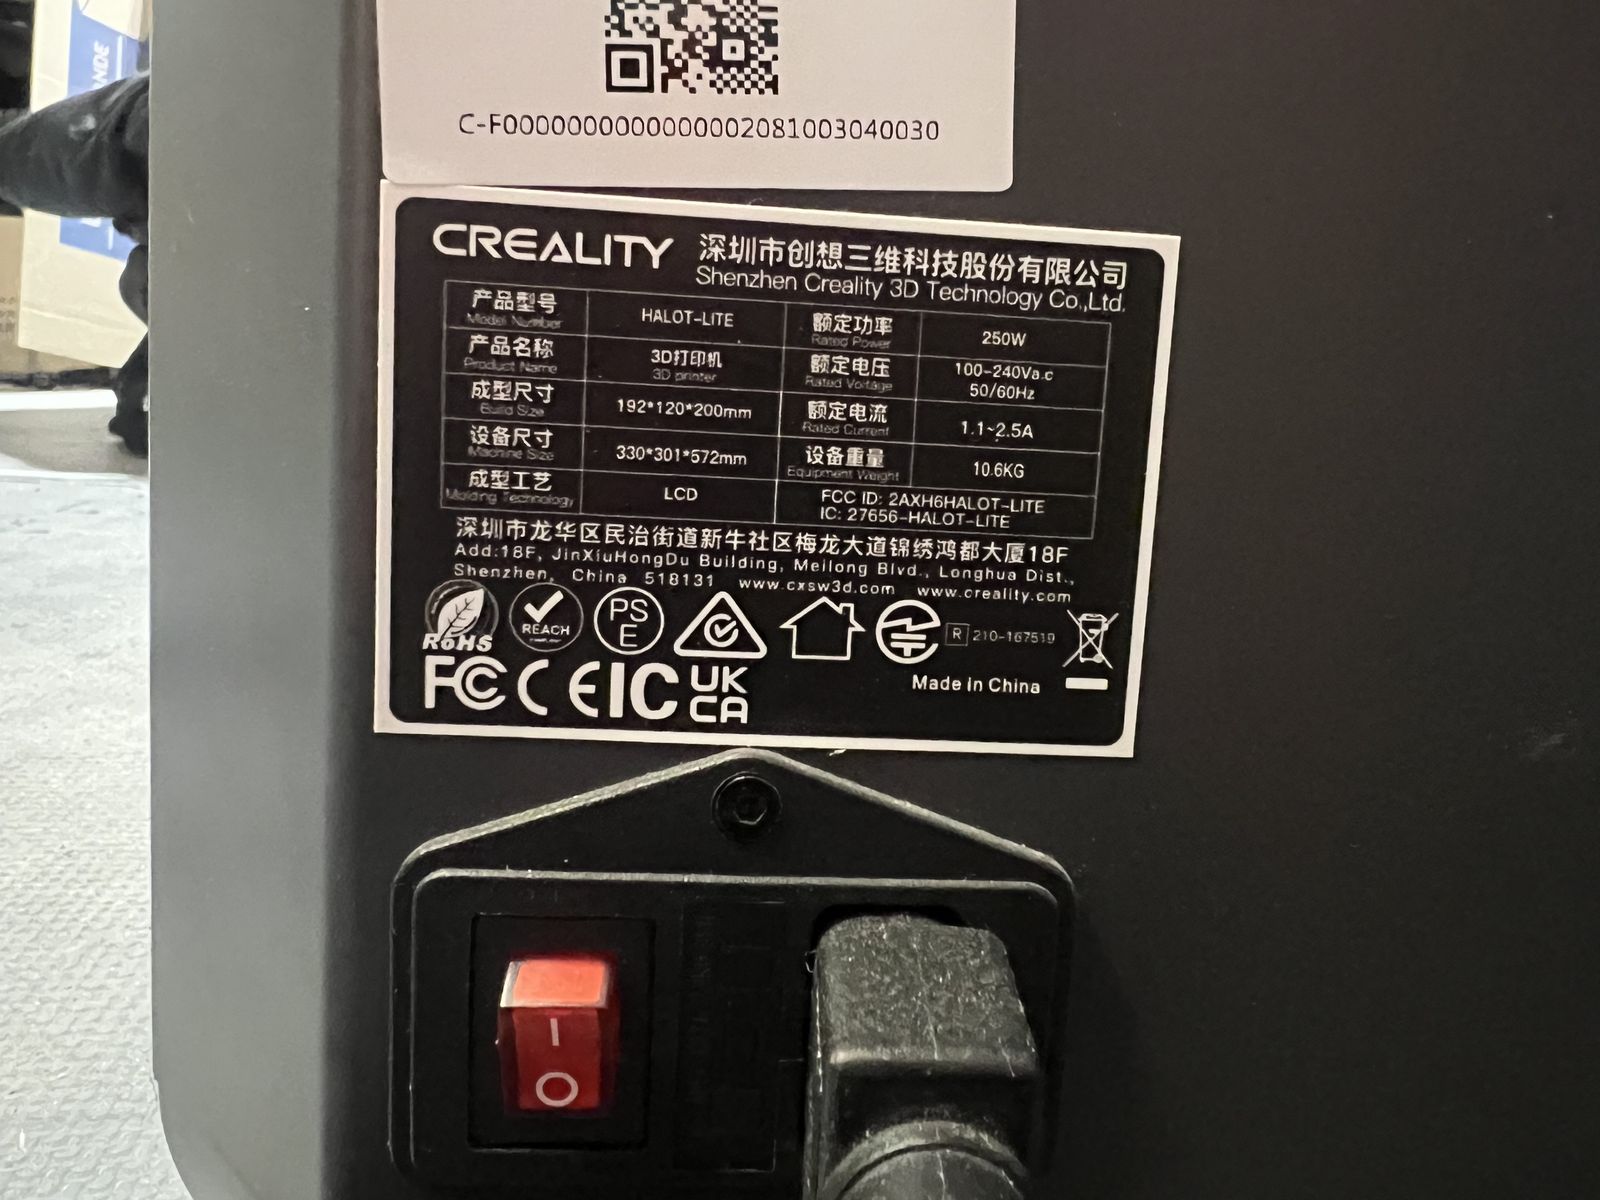 ANDE
C-F00000000000000002081003040030
CREALITY 深圳市创想三维科技股份有限公司
Shenzhen Creality 3D Technology Co.,Ltd.
产品型号 HALOT-LITE 额定功率 250W
Model Number Rated Power
产品名称 3D打印机 额定电压 100-240Va.c
Product Name 3D printer Rated Voltage 50/60Hz
成型尺寸 192*120*200mm 额定电流 1.1~2.5A
Build Size Rated Current
设备尺寸 330*301*572mm 设备重量 10.6KG
Machine Size Equipment Weight
成型工艺 LCD FCC ID: 2AXH6HALOT-LITE
Molding Technology IC: 27656-HALOT-LITE
深圳市龙华区民治街道新牛社区梅龙大道锦绣鸿都大厦18F
Add:18F, JinXiuHongDu Building, Meilong Blvd., Longhua Dist.,
Shenzhen, China 518131 www.cxsw3d.com www.creality.com
RoHS REACH PS E R 210-167519
FC CE IC UK CA Made in China
I
O